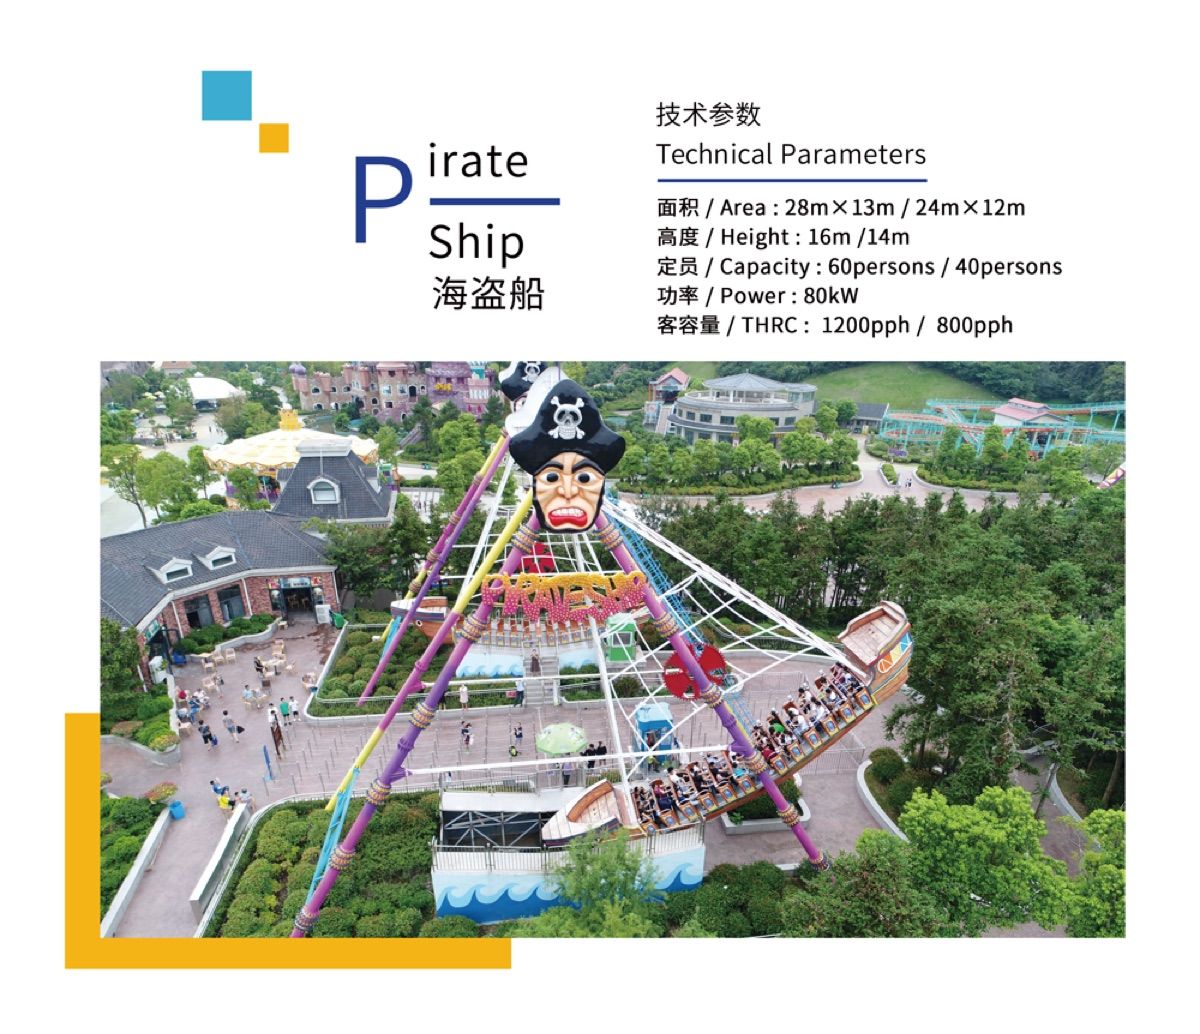 Pirate
Ship
海盗船
技术参数
Technical Parameters
面积 / Area : 28m×13m / 24m×12m
高度 / Height : 16m /14m
定员 / Capacity : 60persons / 40persons
功率 / Power : 80kW
客容量 / THRC :  1200pph /  800pph
PYRATESHIP